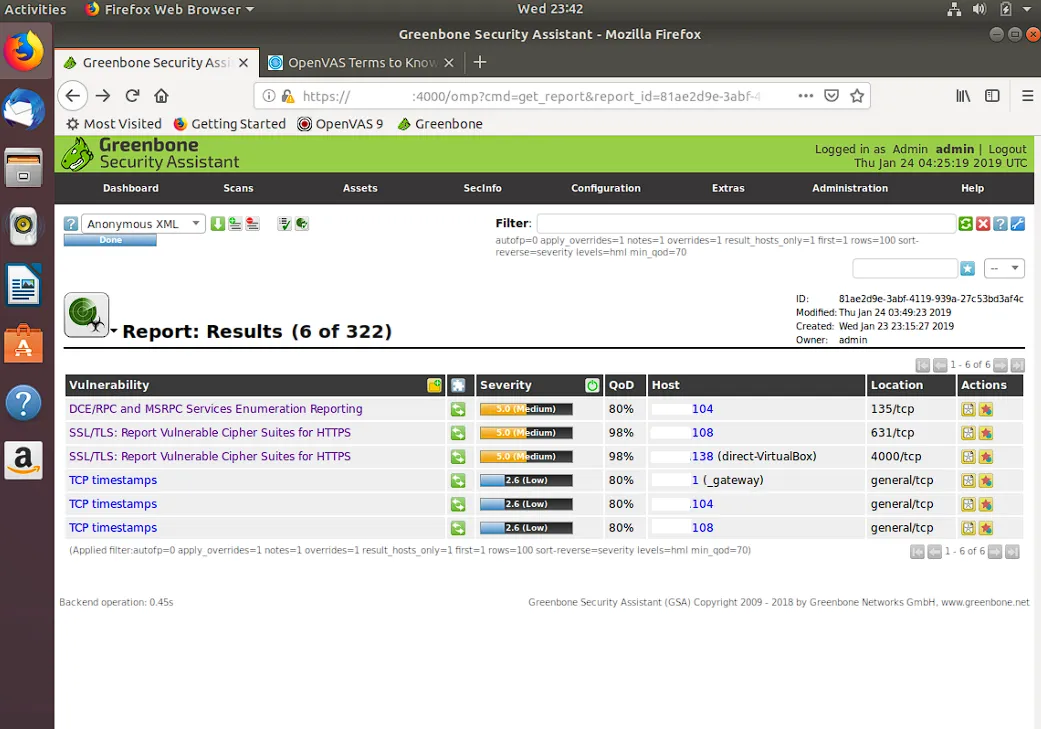 Activities Firefox Web Browser Wed 23:42
Greenbone Security Assistant - Mozilla Firefox
Greenbone Security Assi OpenVAS Terms to Know
https:// :4000/omp?cmd=get_report&report_id=81ae2d9e-3abf-4
Most Visited Getting Started OpenVAS 9 Greenbone
Greenbone
Security Assistant
Logged in as Admin admin | Logout
Thu Jan 24 04:25:19 2019 UTC
Dashboard Scans Assets SecInfo Configuration Extras Administration Help
Anonymous XML
Done
Filter:
autofp=0 apply_overrides=1 notes=1 overrides=1 result_hosts_only=1 first=1 rows=100 sort-
reverse=severity levels=hml min_qod=70
--
ID: 81ae2d9e-3abf-4119-939a-27c53bd3af4c
Modified: Thu Jan 24 03:49:23 2019
Created: Wed Jan 23 23:15:27 2019
Owner: admin
Report: Results (6 of 322)
1 - 6 of 6
Vulnerability Severity QoD Host Location Actions
DCE/RPC and MSRPC Services Enumeration Reporting 5.0 (Medium) 80% 104 135/tcp
SSL/TLS: Report Vulnerable Cipher Suites for HTTPS 5.0 (Medium) 98% 108 631/tcp
SSL/TLS: Report Vulnerable Cipher Suites for HTTPS 5.0 (Medium) 98% .138 (direct-VirtualBox) 4000/tcp
TCP timestamps 2.6 (Low) 80% 1 (_gateway) general/tcp
TCP timestamps 2.6 (Low) 80% .104 general/tcp
TCP timestamps 2.6 (Low) 80% 108 general/tcp
(Applied filter:autofp=0 apply_overrides=1 notes=1 overrides=1 result_hosts_only=1 first=1 rows=100 sort-reverse=severity levels=hml min_qod=70)
1 - 6 of 6
Backend operation: 0.45s
Greenbone Security Assistant (GSA) Copyright 2009 - 2018 by Greenbone Networks GmbH, www.greenbone.net